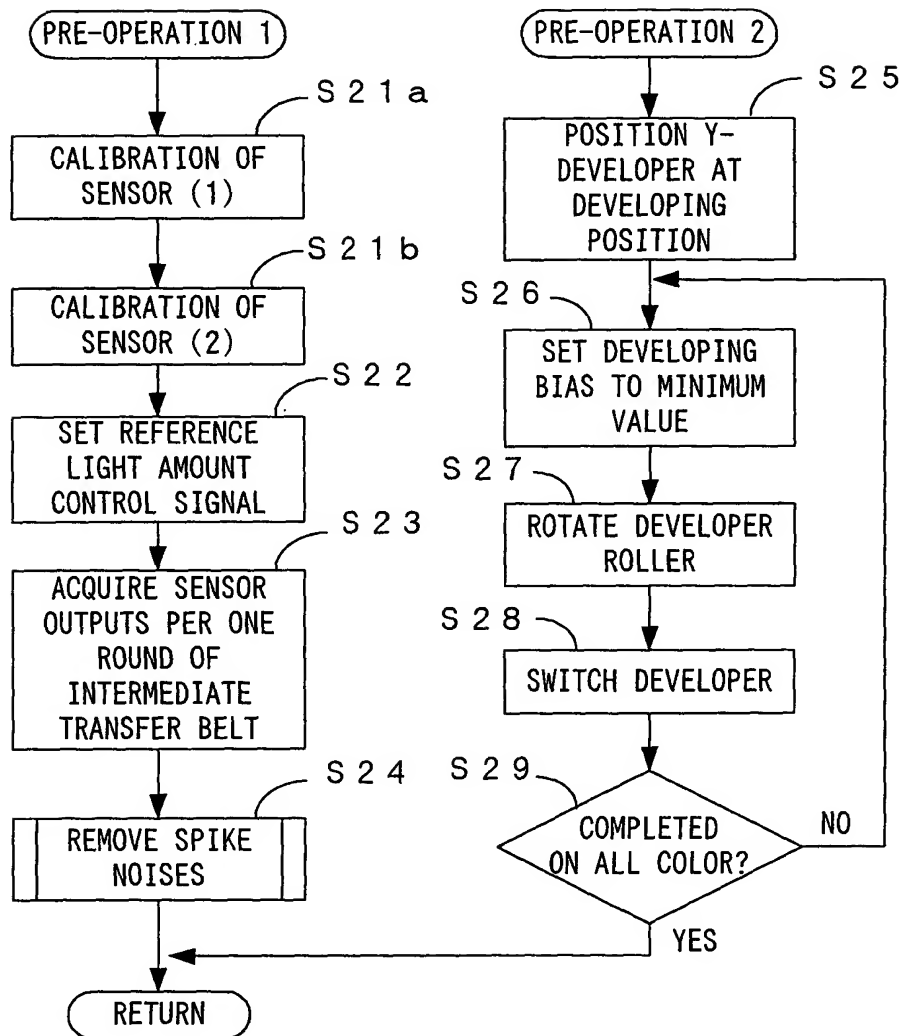 PRE-OPERATION 1
S21a
CALIBRATION OF
SENSOR (1)
S21b
CALIBRATION OF
SENSOR (2)
S22
SET REFERENCE
LIGHT AMOUNT
CONTROL SIGNAL
S23
ACQUIRE SENSOR
OUTPUTS PER ONE
ROUND OF
INTERMEDIATE
TRANSFER BELT
S24
REMOVE SPIKE
NOISES
RETURN
PRE-OPERATION 2
S25
POSITION Y-
DEVELOPER AT
DEVELOPING
POSITION
S26
SET DEVELOPING
BIAS TO MINIMUM
VALUE
S27
ROTATE DEVELOPER
ROLLER
S28
SWITCH DEVELOPER
S29
COMPLETED
ON ALL COLOR?
NO
YES